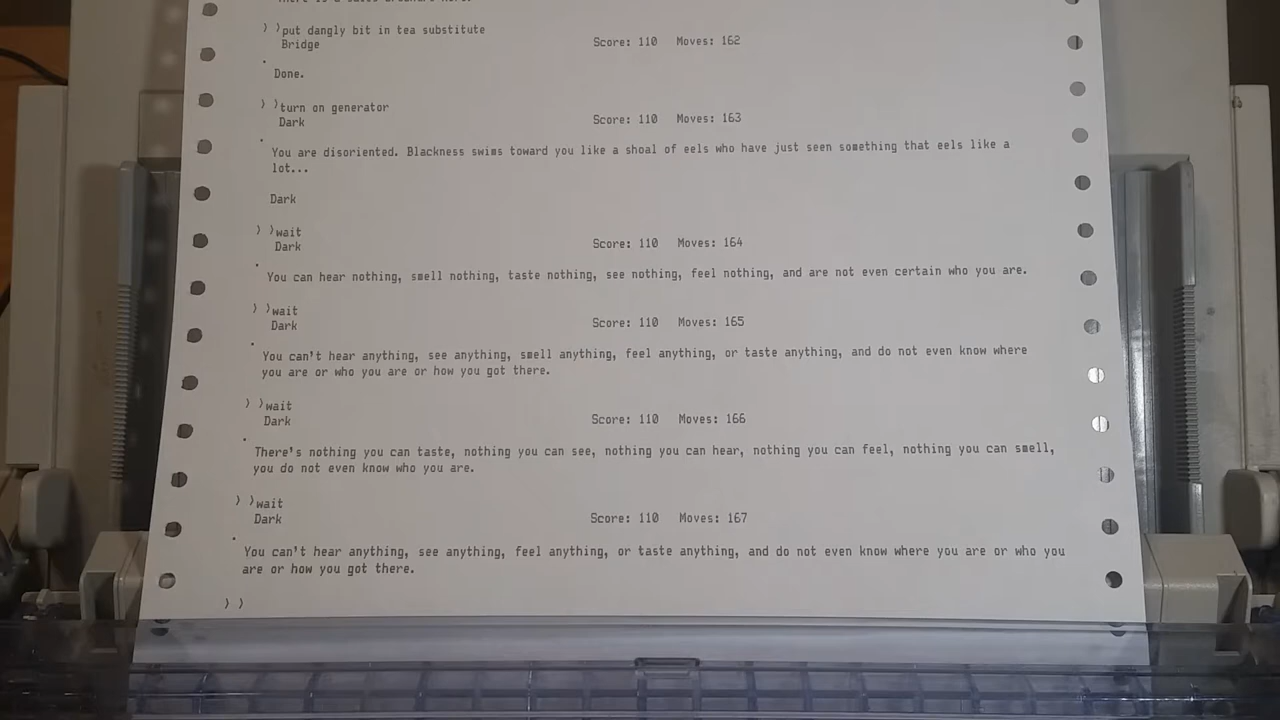 ) )put dangly bit in tea substitute
Bridge Score: 110 Moves: 162
.
Done.
) )turn on generator
Dark Score: 110 Moves: 163
.
You are disoriented. Blackness swims toward you like a shoal of eels who have just seen something that eels like a
lot...
Dark
) )wait
Dark Score: 110 Moves: 164
.
You can hear nothing, smell nothing, taste nothing, see nothing, feel nothing, and are not even certain who you are.
) )wait
Dark Score: 110 Moves: 165
.
You can't hear anything, see anything, smell anything, feel anything, or taste anything, and do not even know where
you are or who you are or how you got there.
) )wait
Dark Score: 110 Moves: 166
.
There's nothing you can taste, nothing you can see, nothing you can hear, nothing you can feel, nothing you can smell,
you do not even know who you are.
) )wait
Dark Score: 110 Moves: 167
.
You can't hear anything, see anything, feel anything, or taste anything, and do not even know where you are or who you
are or how you got there.
) )